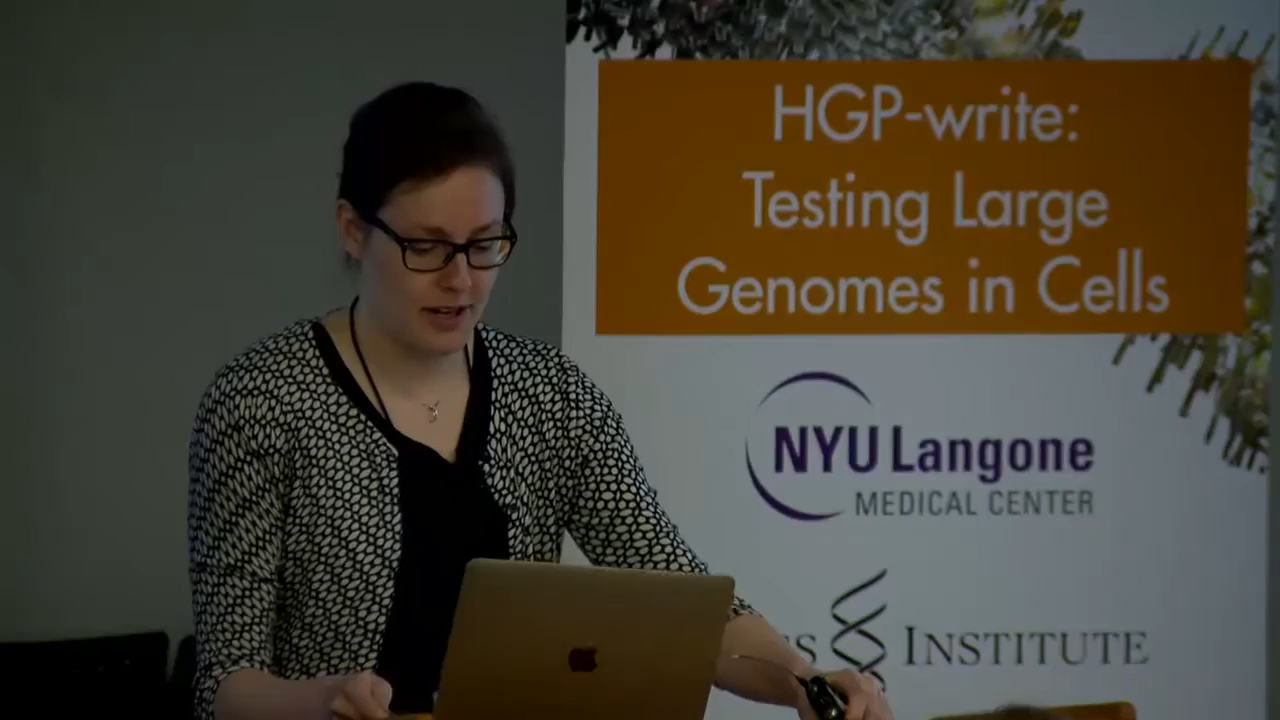 HGP-write:
Testing Large
Genomes in Cells
NYU Langone
MEDICAL CENTER
INSTITUTE